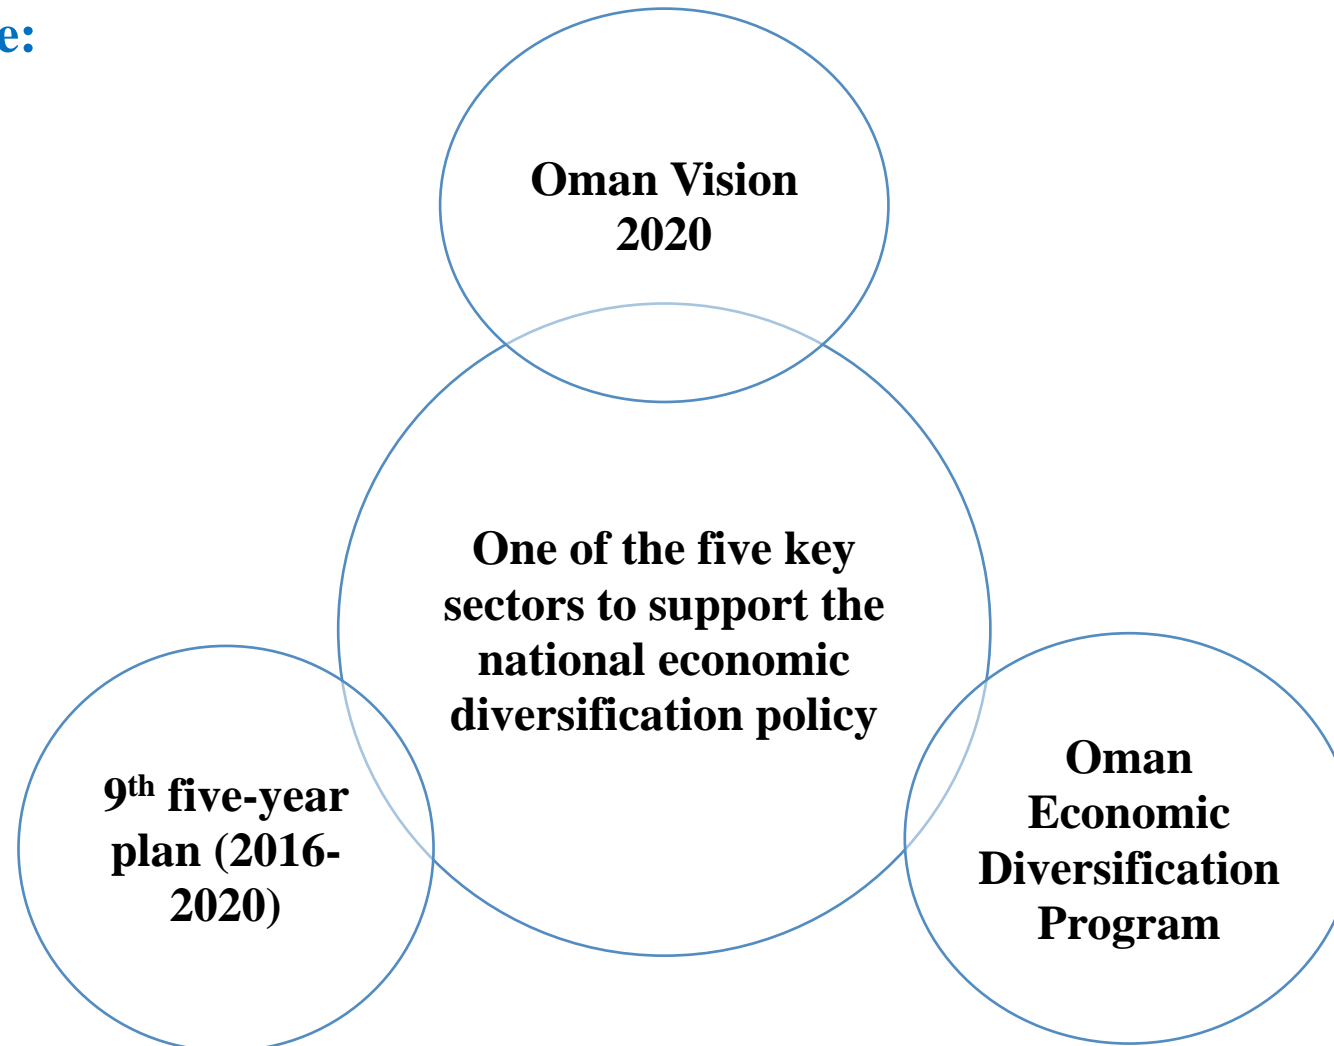 e:
Oman Vision
2020
One of the five key
sectors to support the
national economic
diversification policy
9th five-year
plan (2016-
2020)
Oman
Economic
Diversification
Program